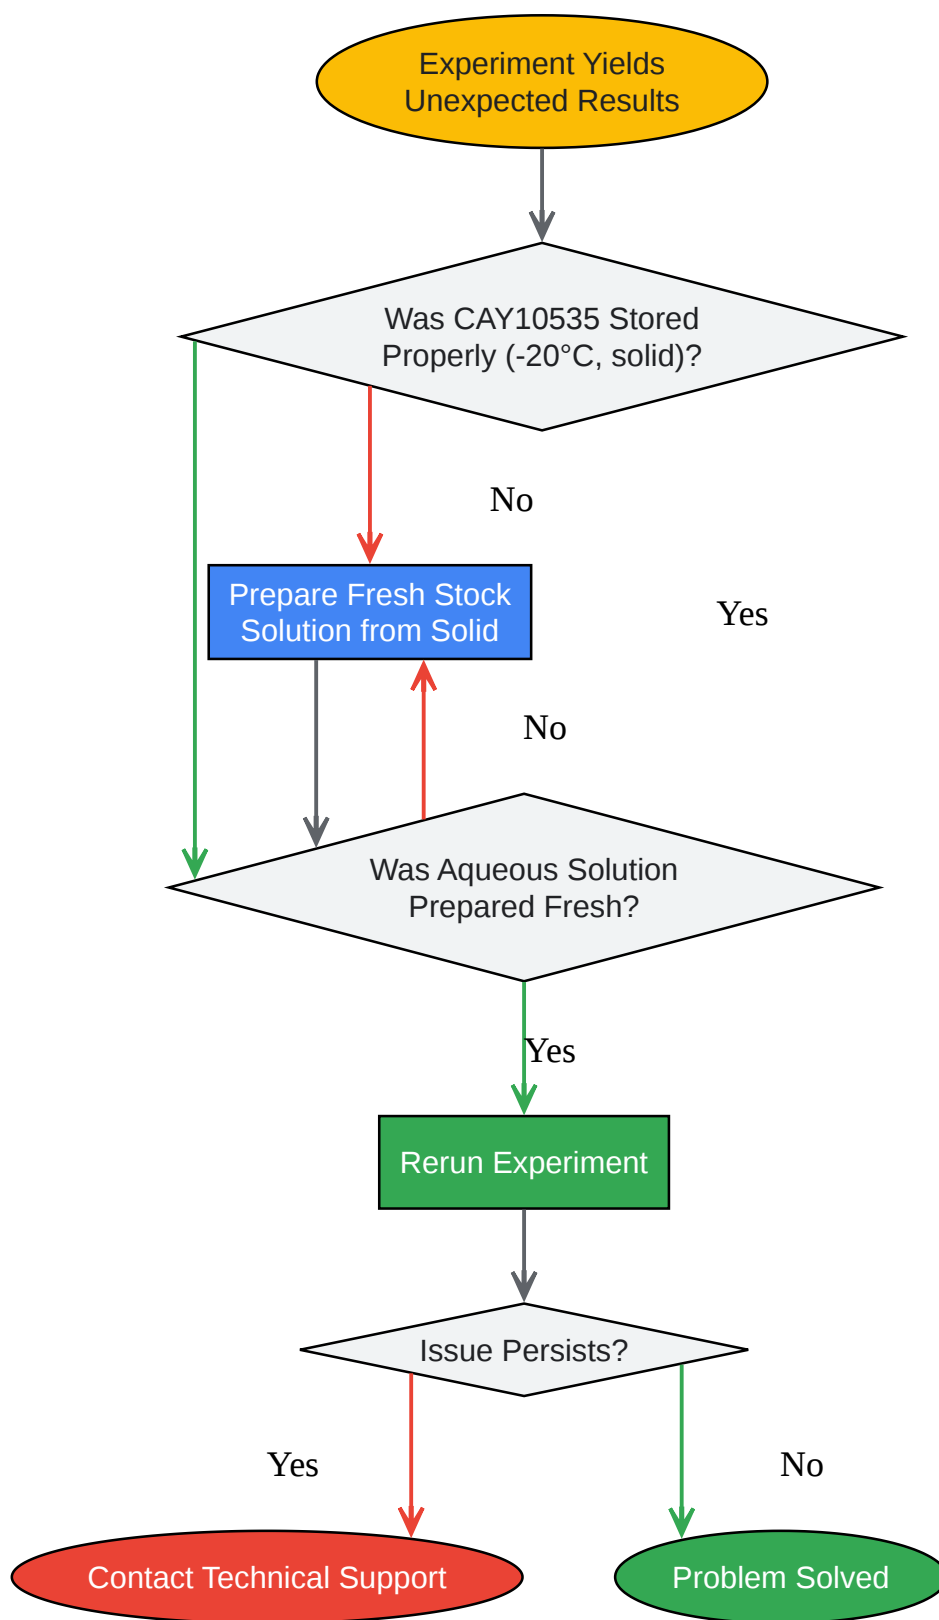 Experiment Yields
Unexpected Results
Was CAY10535 Stored
Properly (-20°C, solid)?
No
Prepare Fresh Stock
Solution from Solid
Yes
No
Was Aqueous Solution
Prepared Fresh?
Yes
Rerun Experiment
Issue Persists?
Yes
No
Contact Technical Support
Problem Solved